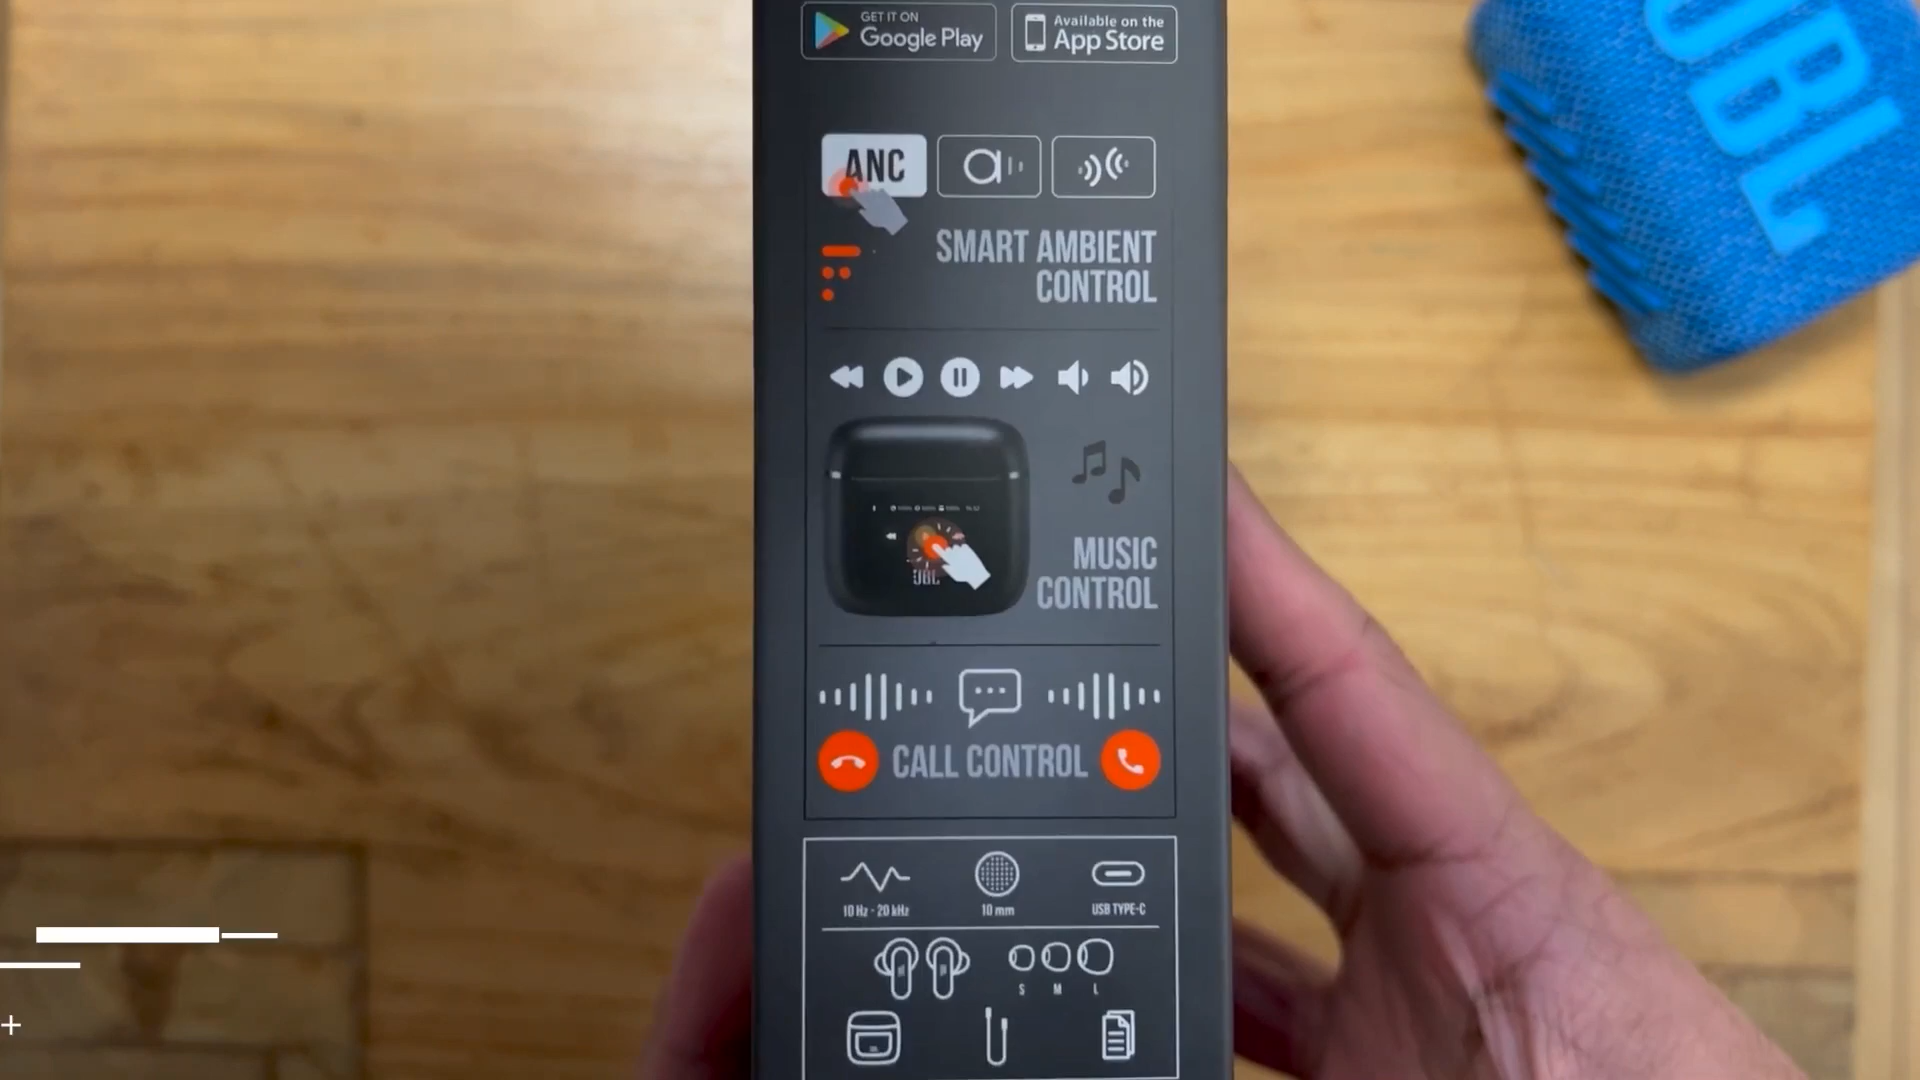 GET IT ON
Google Play
Available on the
App Store
JBL
ANC
SMART AMBIENT
CONTROL
JBL
MUSIC
CONTROL
CALL CONTROL
10 Hz - 20 kHz
10 mm
USB TYPE-C
S M L